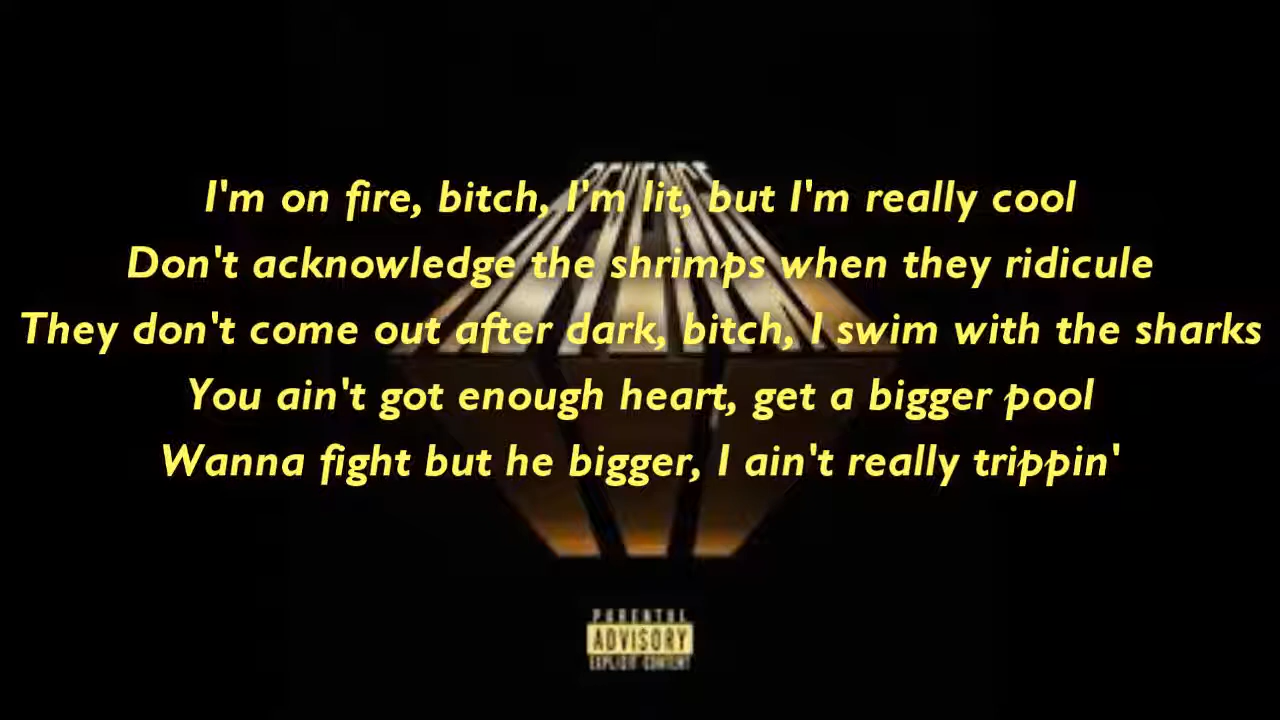 REVENGE
I'm on fire, bitch, I'm lit, but I'm really cool
Don't acknowledge the shrimps when they ridicule
They don't come out after dark, bitch, I swim with the sharks
You ain't got enough heart, get a bigger pool
Wanna fight but he bigger, I ain't really trippin'
PARENTAL
ADVISORY
EXPLICIT CONTENT